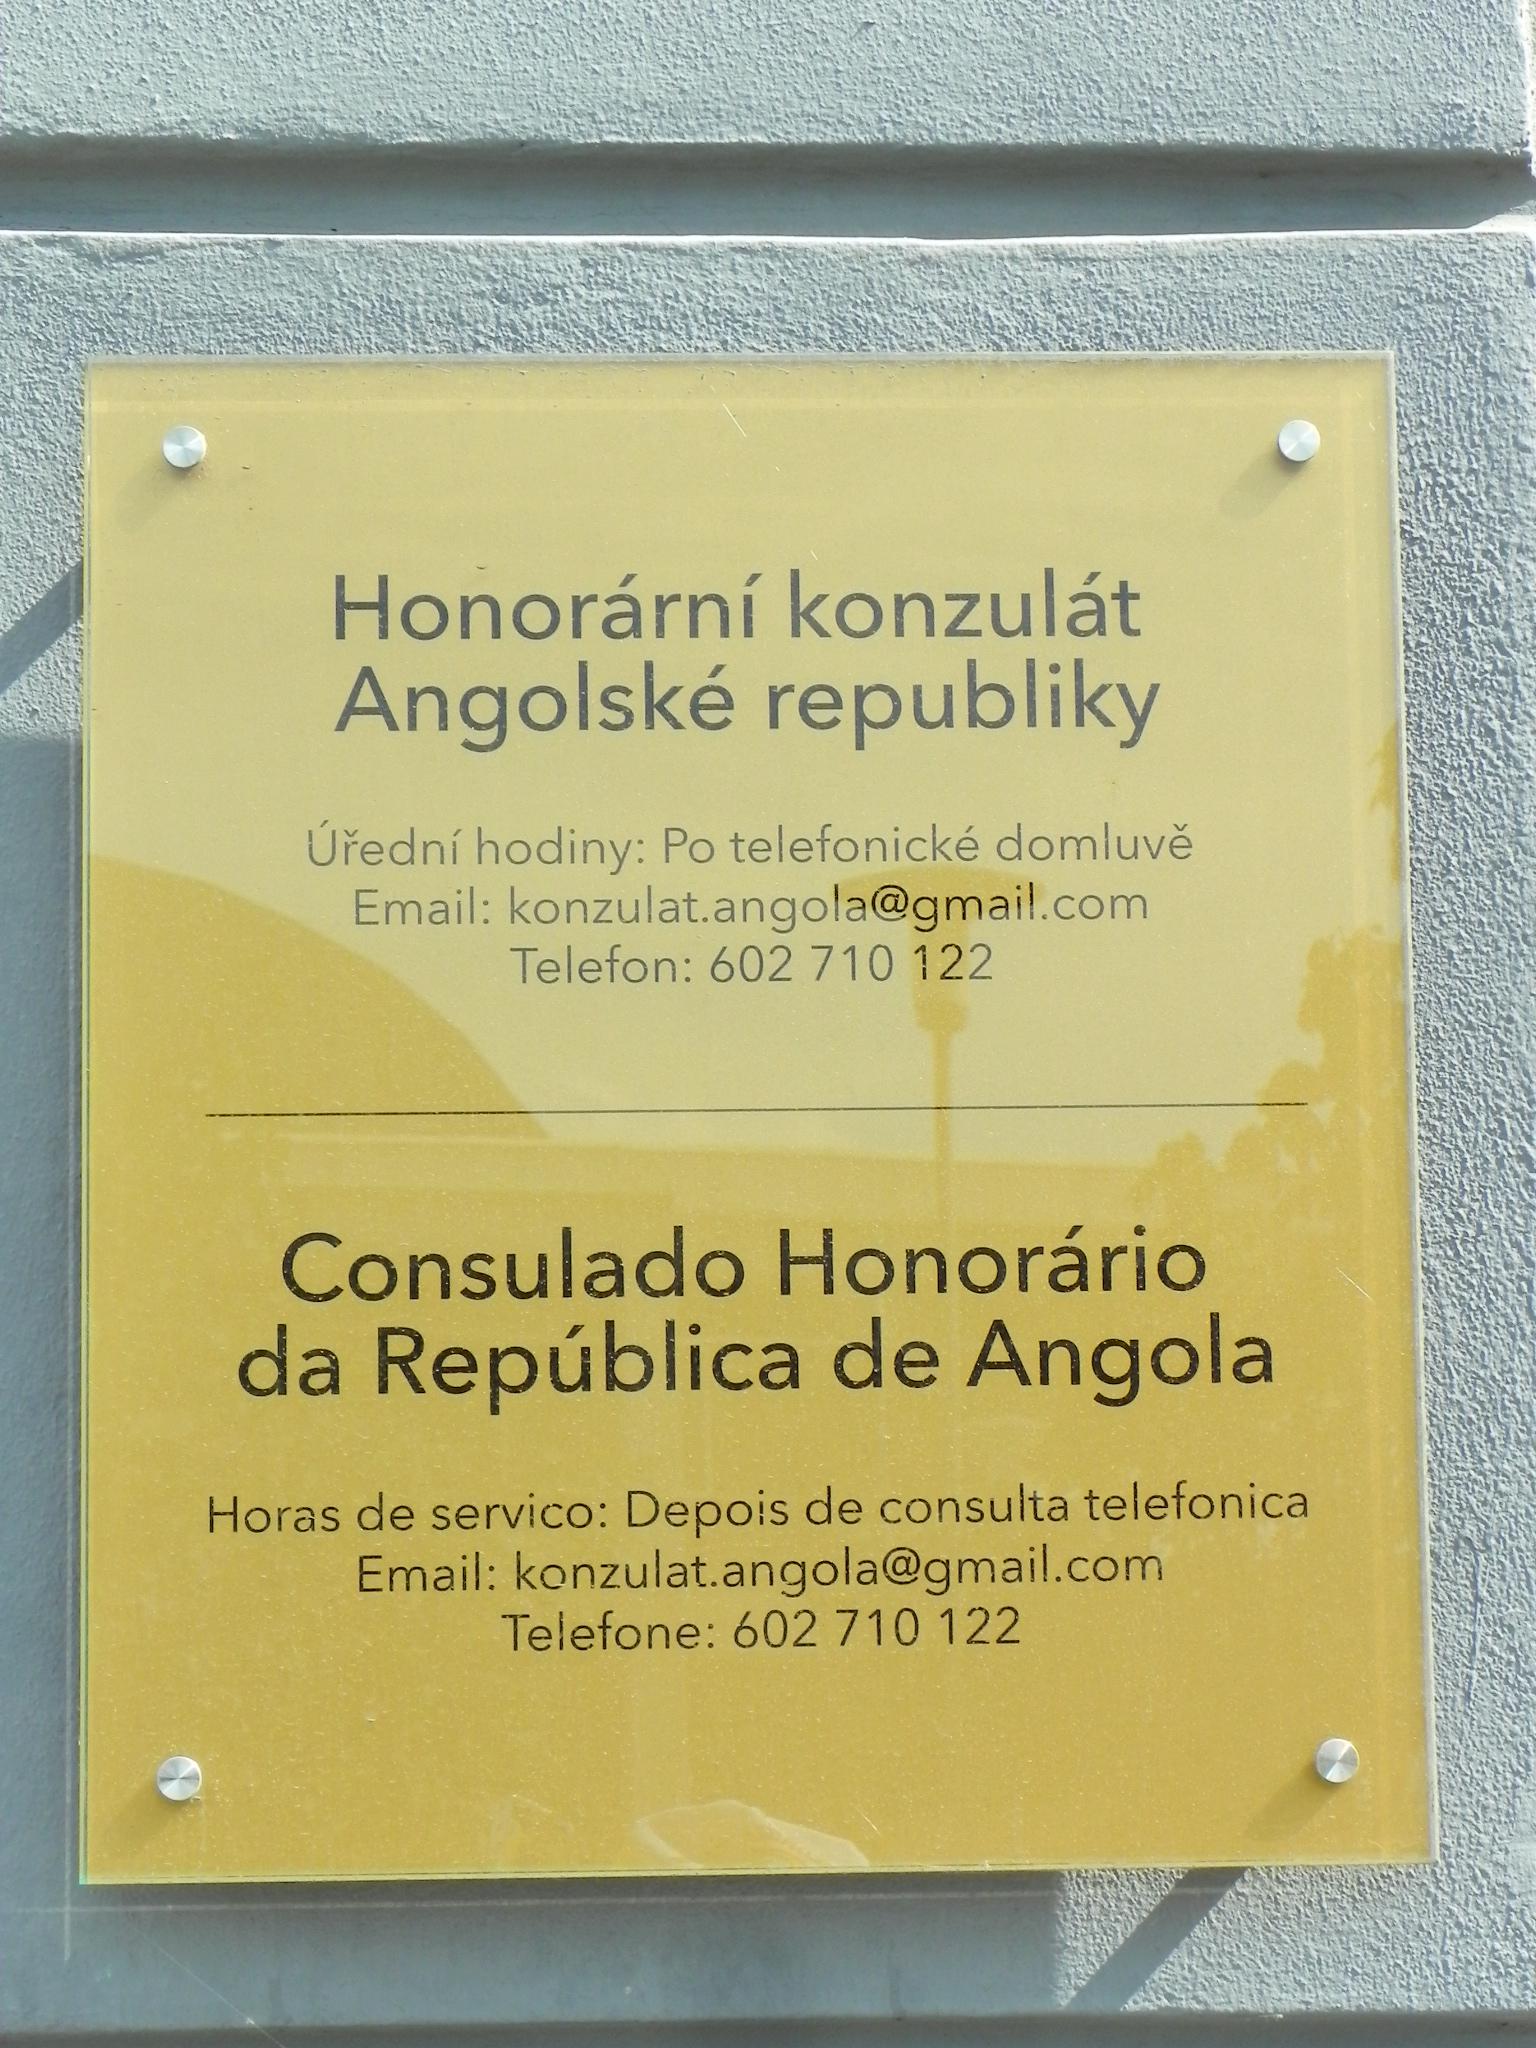 Honorární konzulát
Angolské republiky
Úřední hodiny: Po telefonické domluvě
Email: konzulat.angola@gmail.com
Telefon: 602 710 122
Consulado Honorário
da República de Angola
Horas de servico: Depois de consulta telefonica
Email: konzulat.angola@gmail.com
Telefone: 602 710 122